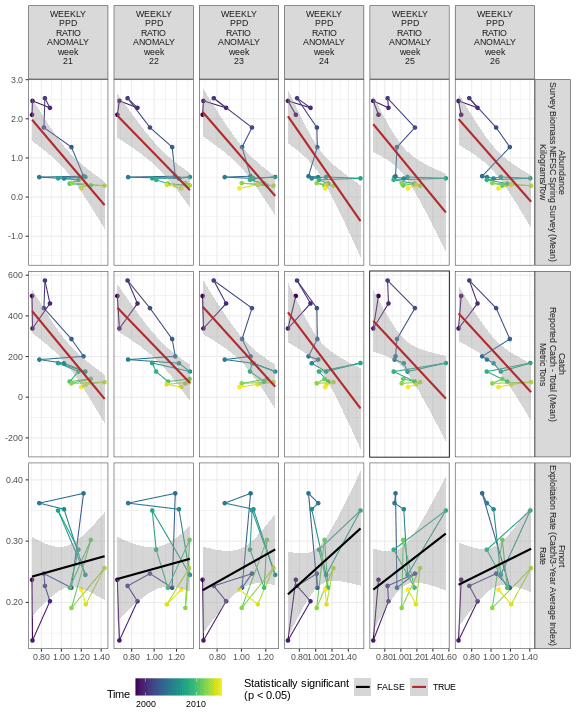 WEEKLY WEEKLY WEEKLY WEEKLY WEEKLY WEEKLY
PPD PPD PPD PPD PPD PPD
RATIO RATIO RATIO RATIO RATIO RATIO
ANOMALY ANOMALY ANOMALY ANOMALY ANOMALY ANOMALY
week week week week week week
21 22 23 24 25 26
3.0
2.0
1.0
0.0
-1.0
Abundance
Survey Biomass NEFSC Spring Survey (Mean)
Kilograms/Tow
600
400
200
0
-200
Catch
Reported Catch - Total (Mean)
Metric Tons
0.40
0.30
0.20
Fmort
Exploitation Rate (Catch/3-Year Average Index)
Rate
0.80 1.00 1.20 1.40 0.80 1.00 1.20 0.80 1.00 1.20 0.80 1.00 1.20 1.40 0.80 1.00 1.20 1.40 1.60 0.80 1.00 1.20 1.40
Time
2000 2010
Statistically significant
(p < 0.05)
FALSE TRUE